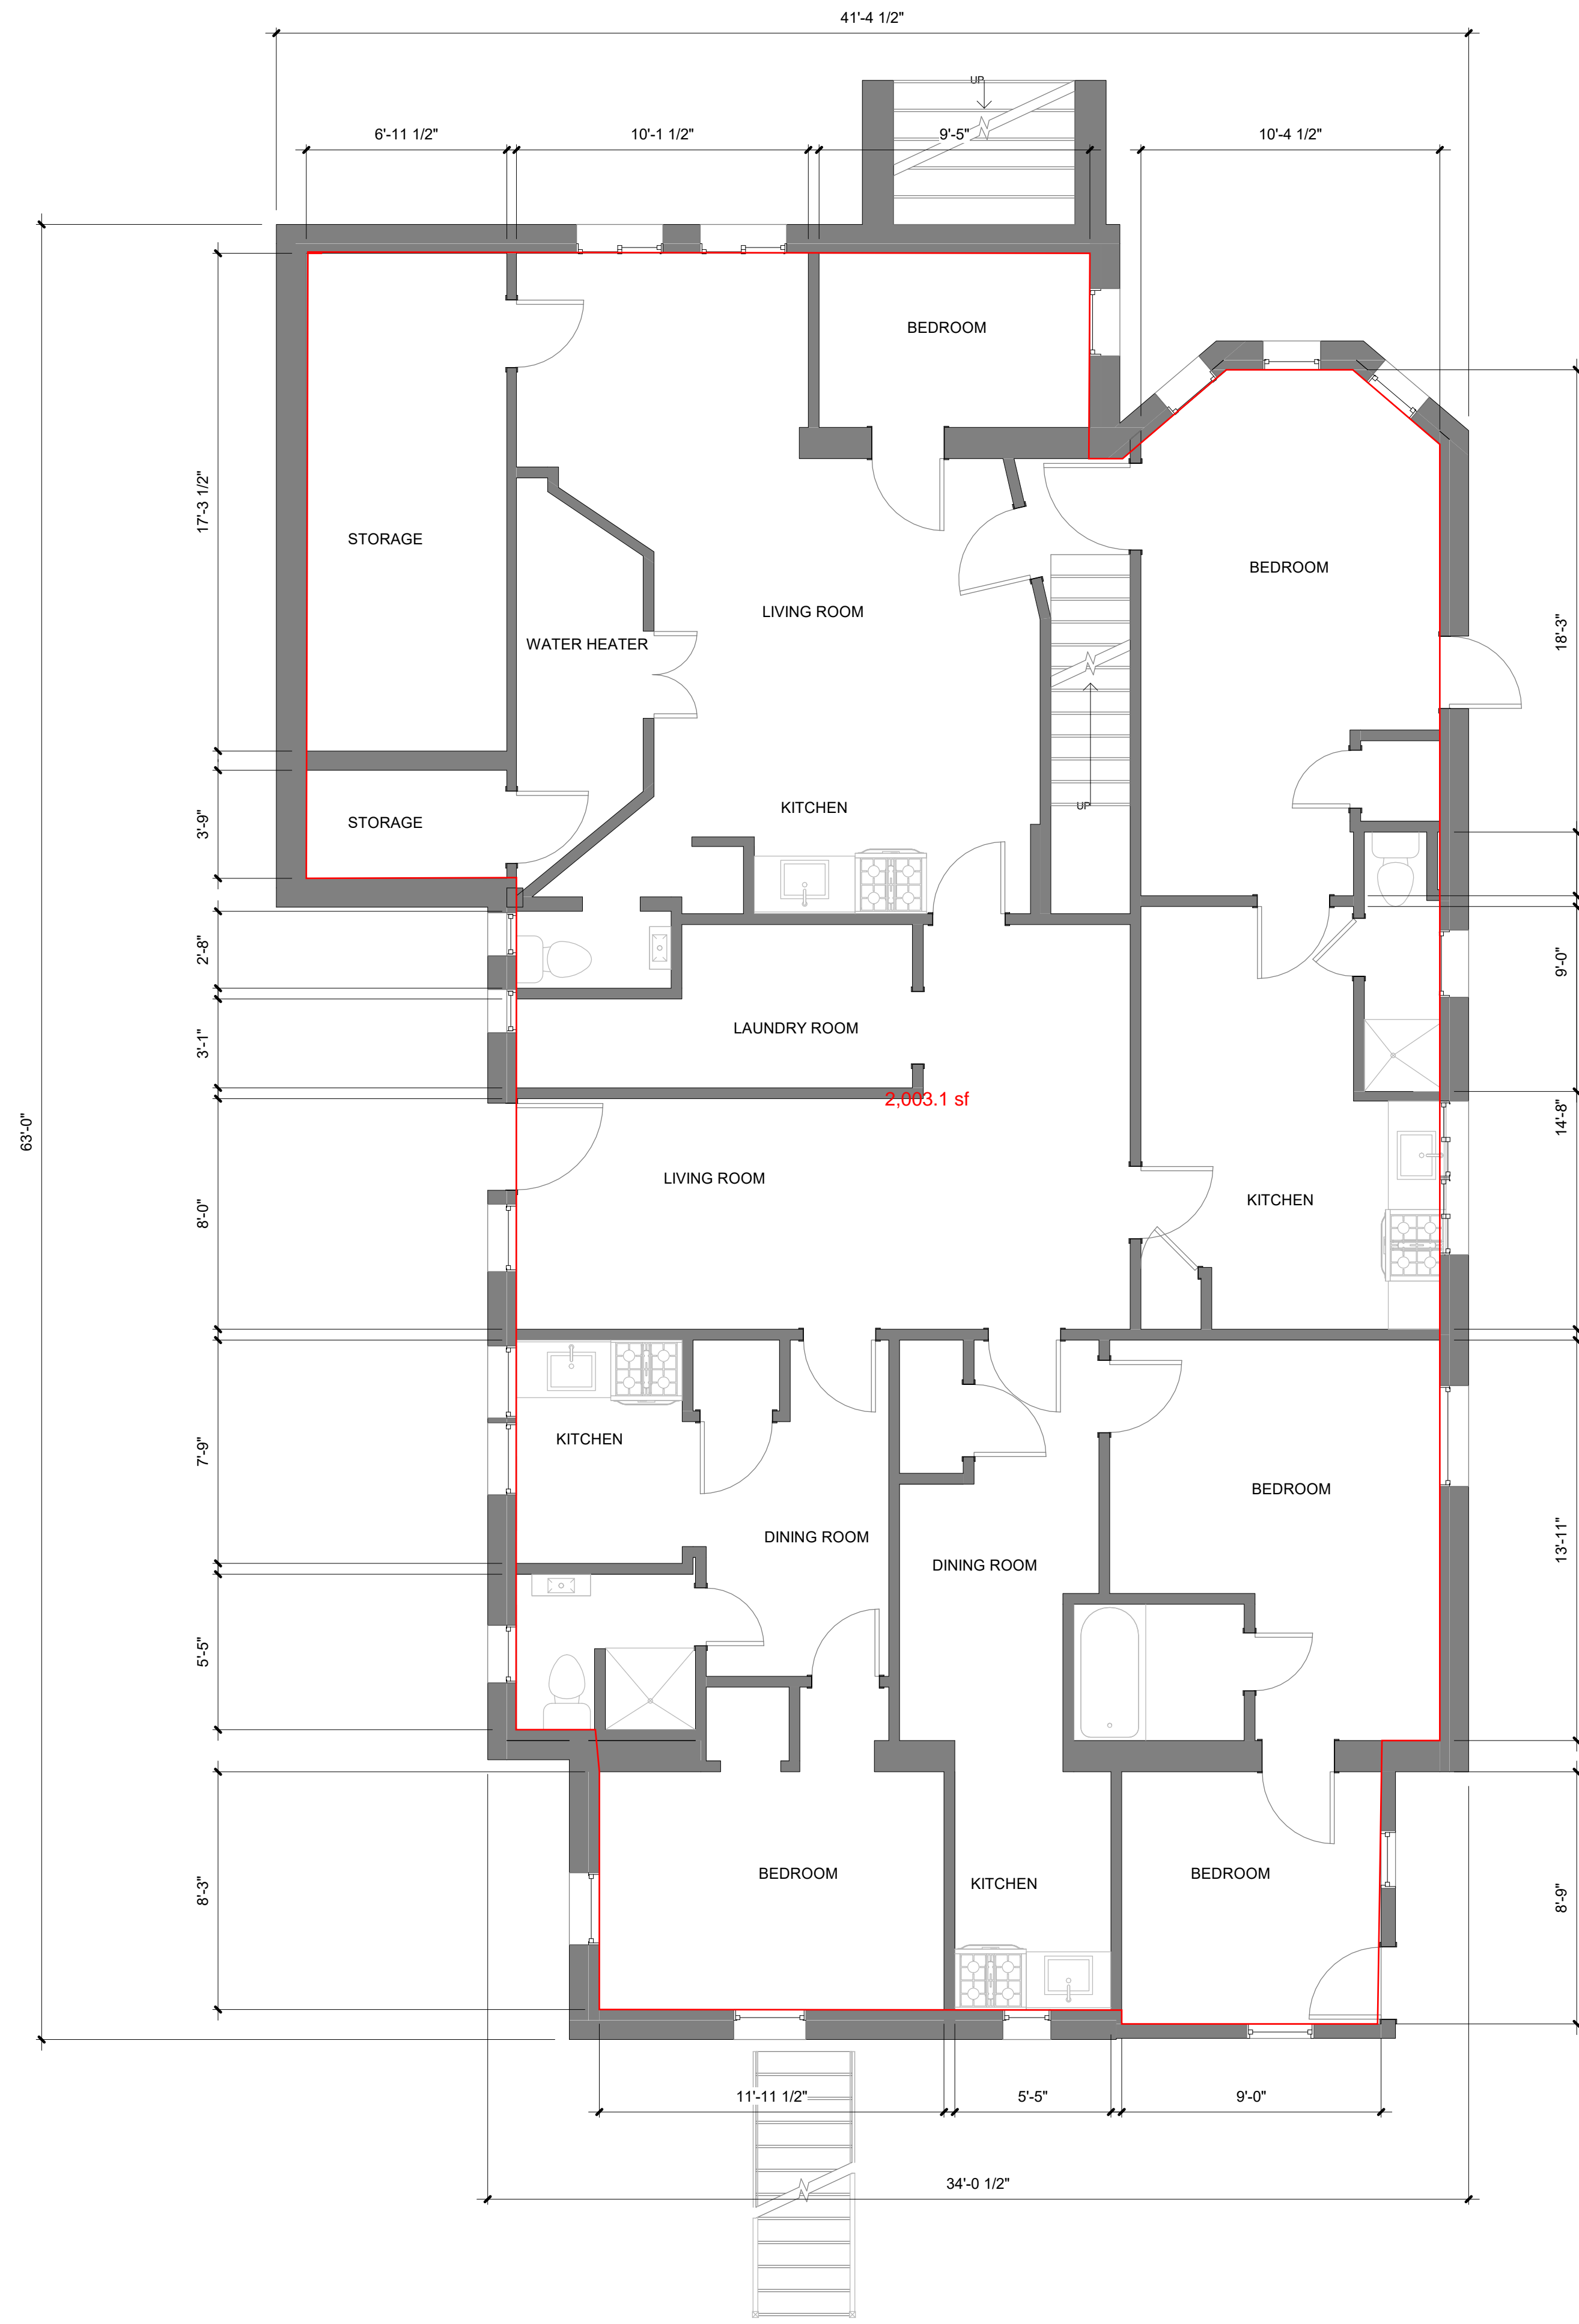 41'-4 1/2"
UP
6'-11 1/2"
10'-1 1/2"
9'-5"
10'-4 1/2"
BEDROOM
17'-3 1/2"
STORAGE
BEDROOM
LIVING ROOM
18'-3"
WATER HEATER
KITCHEN
UP
3'-9"
STORAGE
2'-8"
9'-0"
LAUNDRY ROOM
3'-1"
2,003.1 sf
14'-8"
63'-0"
LIVING ROOM
8'-0"
KITCHEN
KITCHEN
7'-9"
BEDROOM
DINING ROOM
DINING ROOM
13'-11"
5'-5"
8'-3"
BEDROOM
KITCHEN
BEDROOM
8'-9"
11'-11 1/2"
5'-5"
9'-0"
34'-0 1/2"